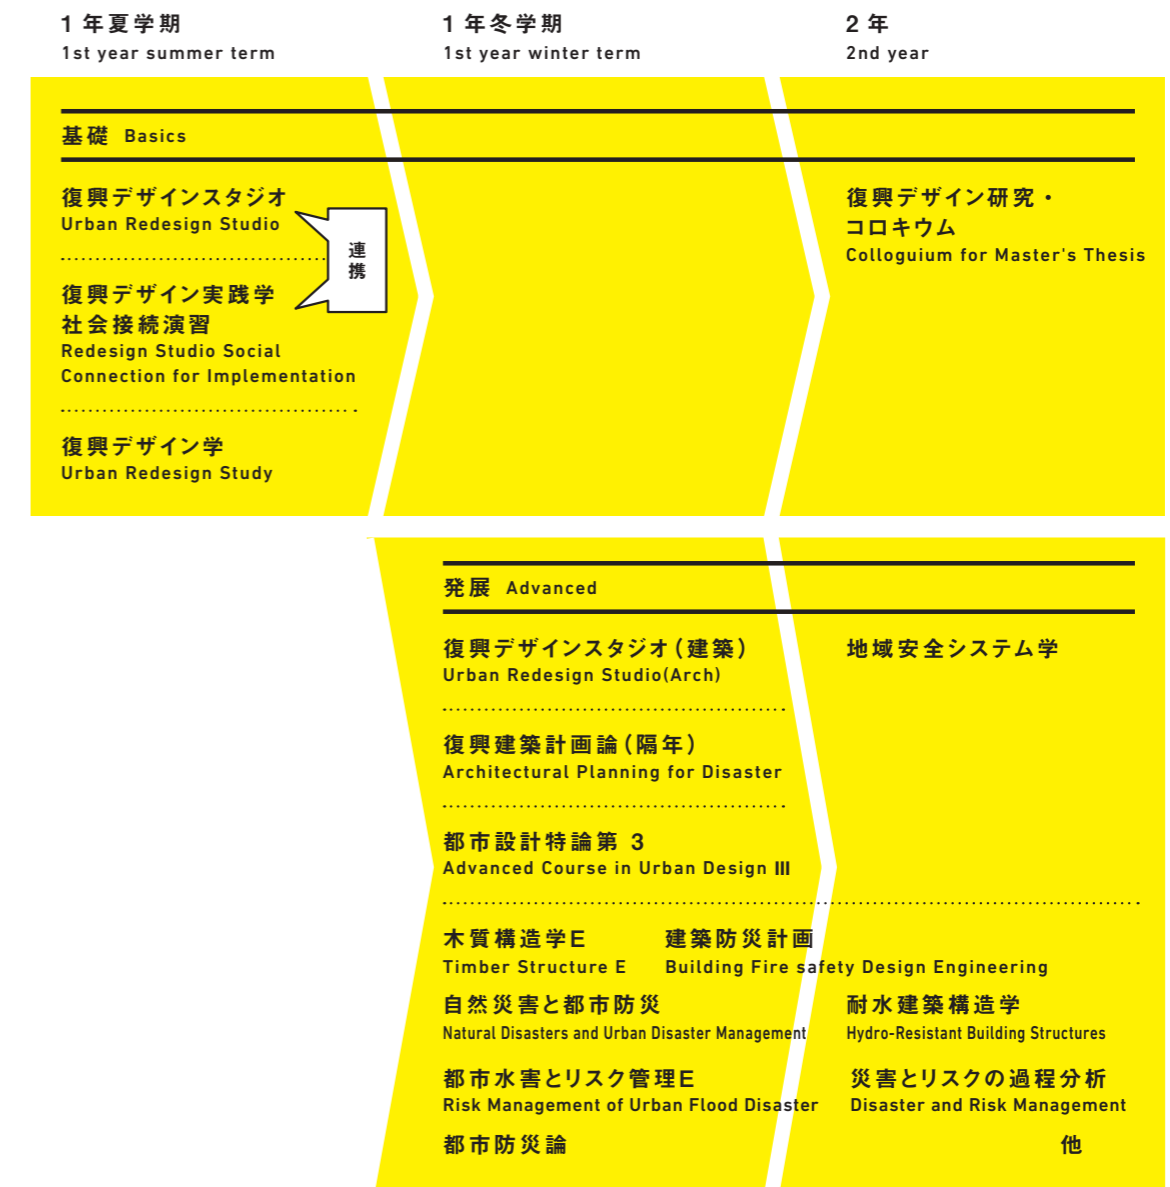 1 年夏学期
1st year summer term
1 年冬学期
1st year winter term
2 年
2nd year
基礎 Basics
復興デザインスタジオ
Urban Redesign Studio
連携
復興デザイン実践学
社会接続演習
Redesign Studio Social
Connection for Implementation
復興デザイン学
Urban Redesign Study
復興デザイン研究・
コロキウム
Colloguium for Master's Thesis
発展 Advanced
復興デザインスタジオ（建築）
Urban Redesign Studio(Arch)
地域安全システム学
復興建築計画論（隔年）
Architectural Planning for Disaster
都市設計特論第 3
Advanced Course in Urban Design III
木質構造学E 建築防災計画
Timber Structure E Building Fire safety Design Engineering
自然災害と都市防災 耐水建築構造学
Natural Disasters and Urban Disaster Management Hydro-Resistant Building Structures
都市水害とリスク管理E 災害とリスクの過程分析
Risk Management of Urban Flood Disaster Disaster and Risk Management
都市防災論 他